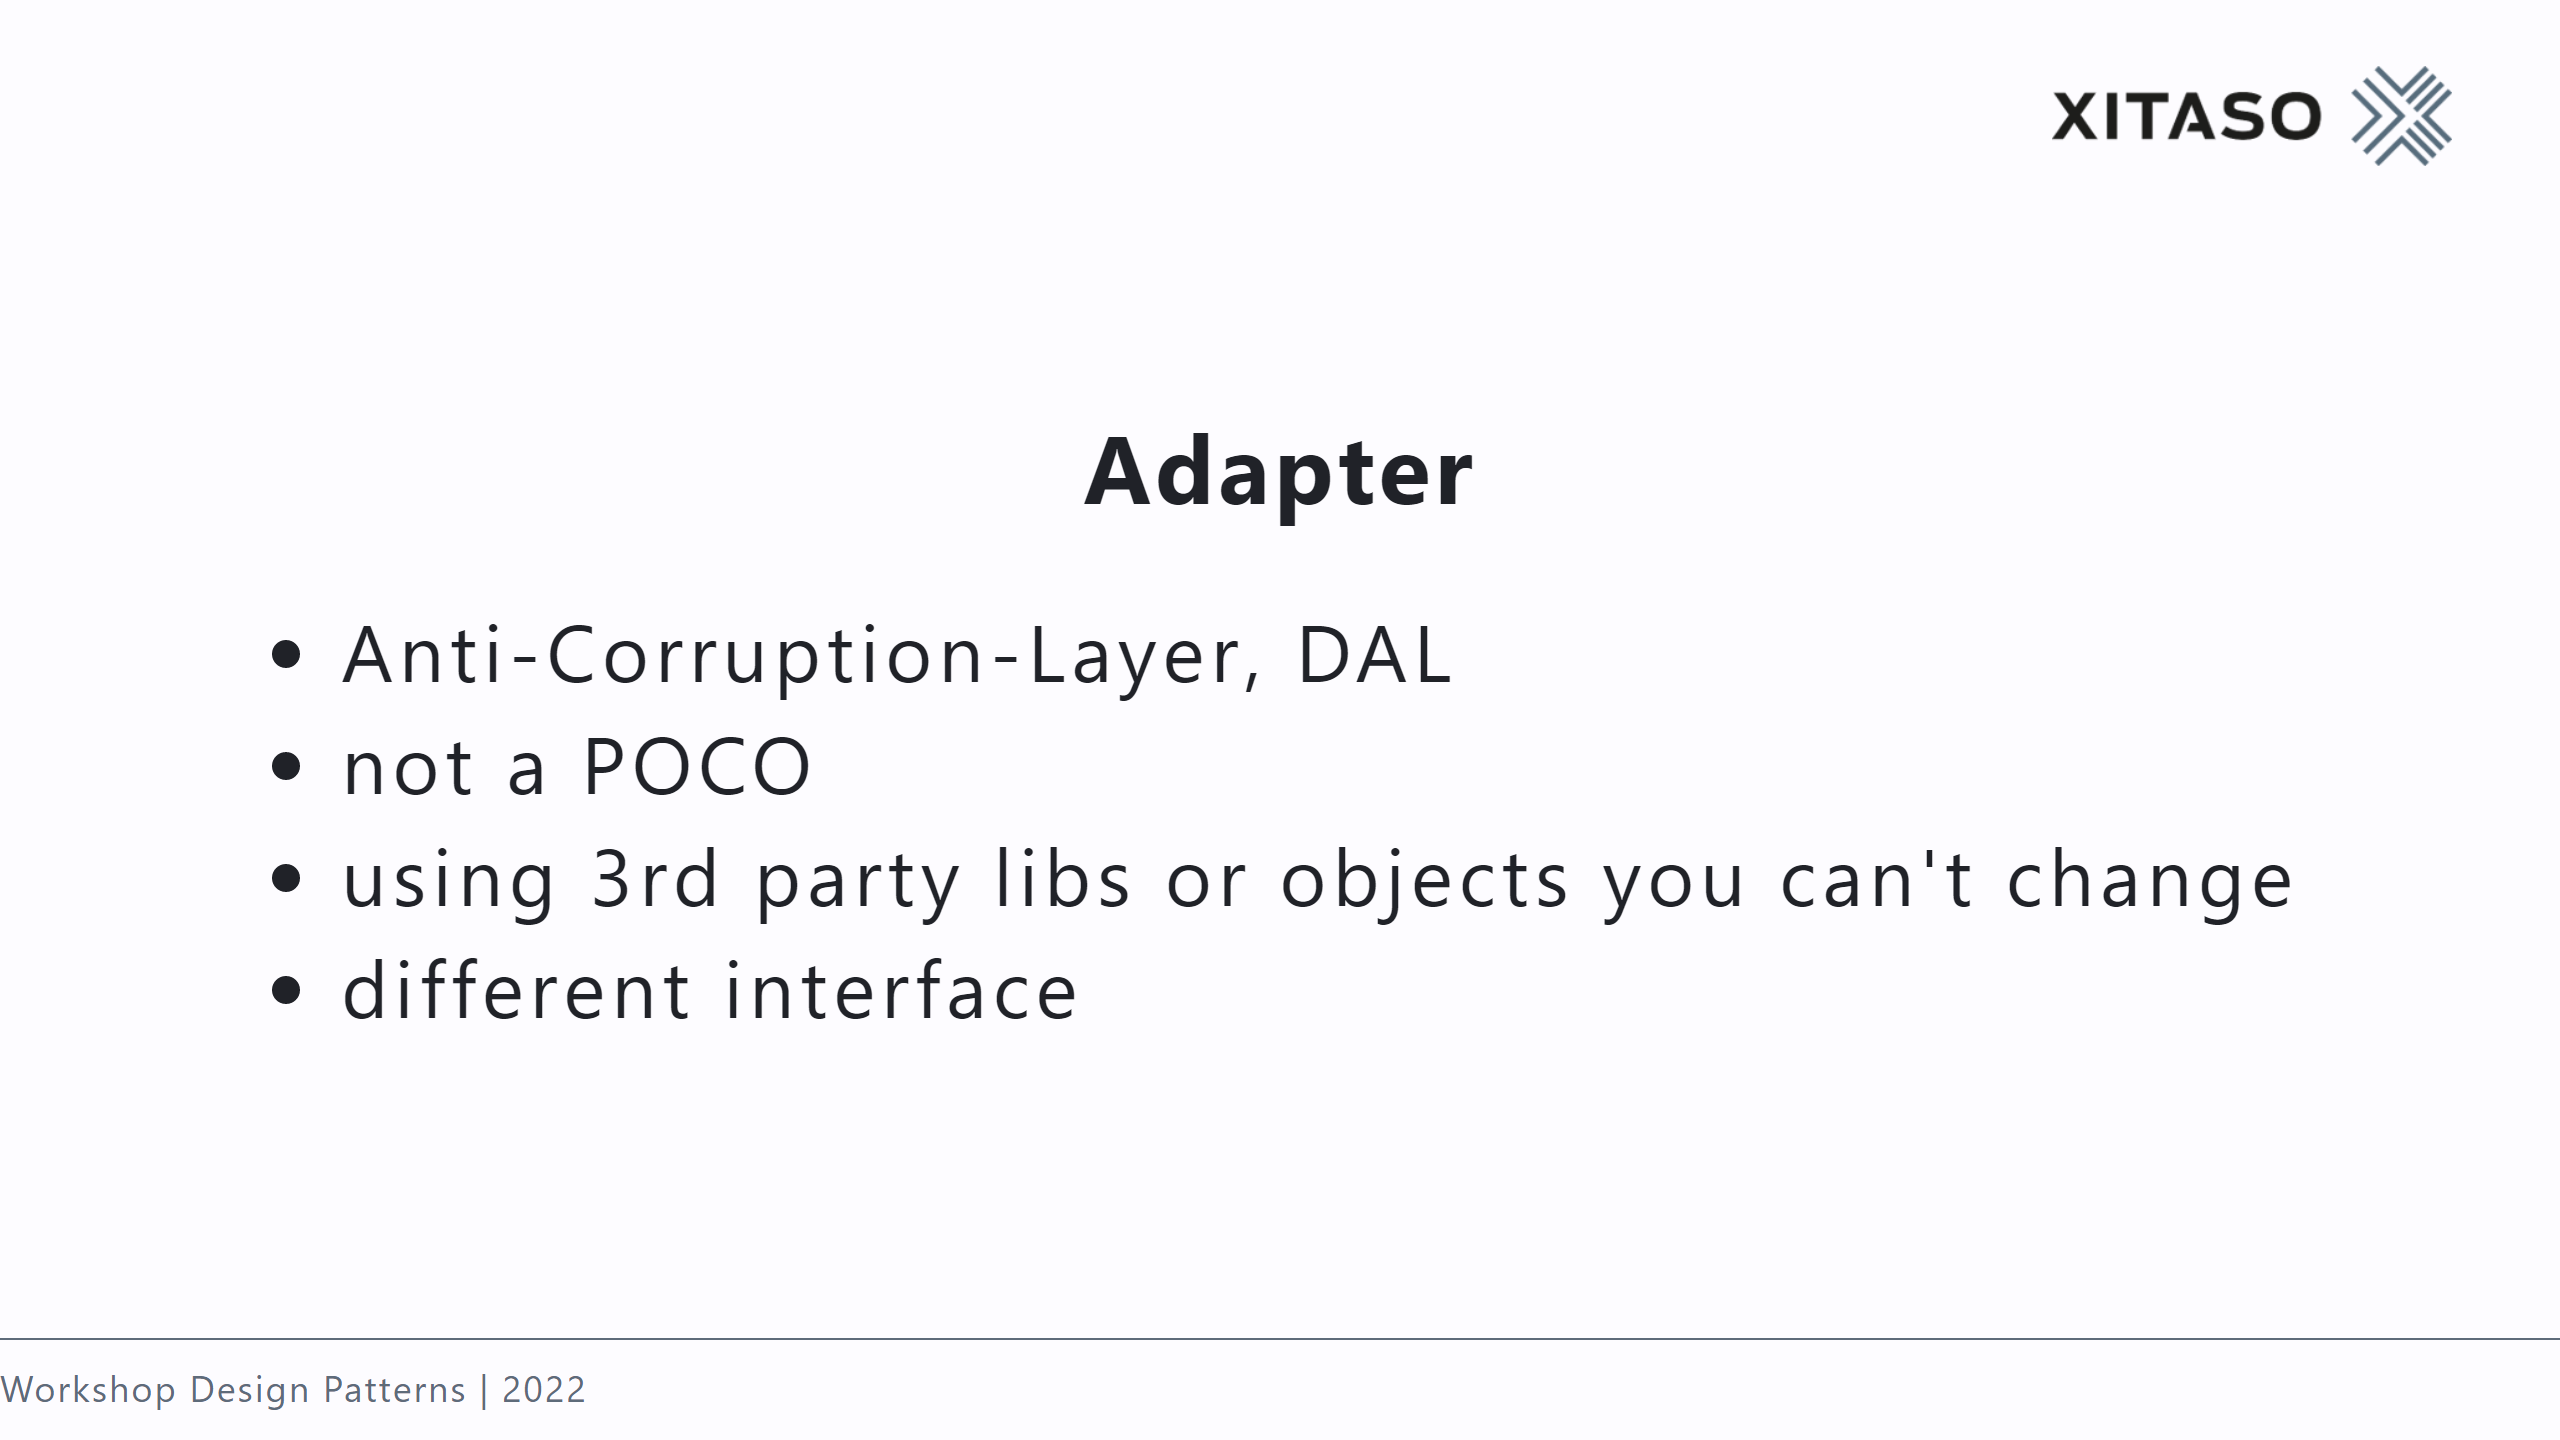 XITASO
Adapter
• Anti-Corruption-Layer, DAL
• not a POCO
• using 3rd party libs or objects you can't change
• different interface
Workshop Design Patterns | 2022